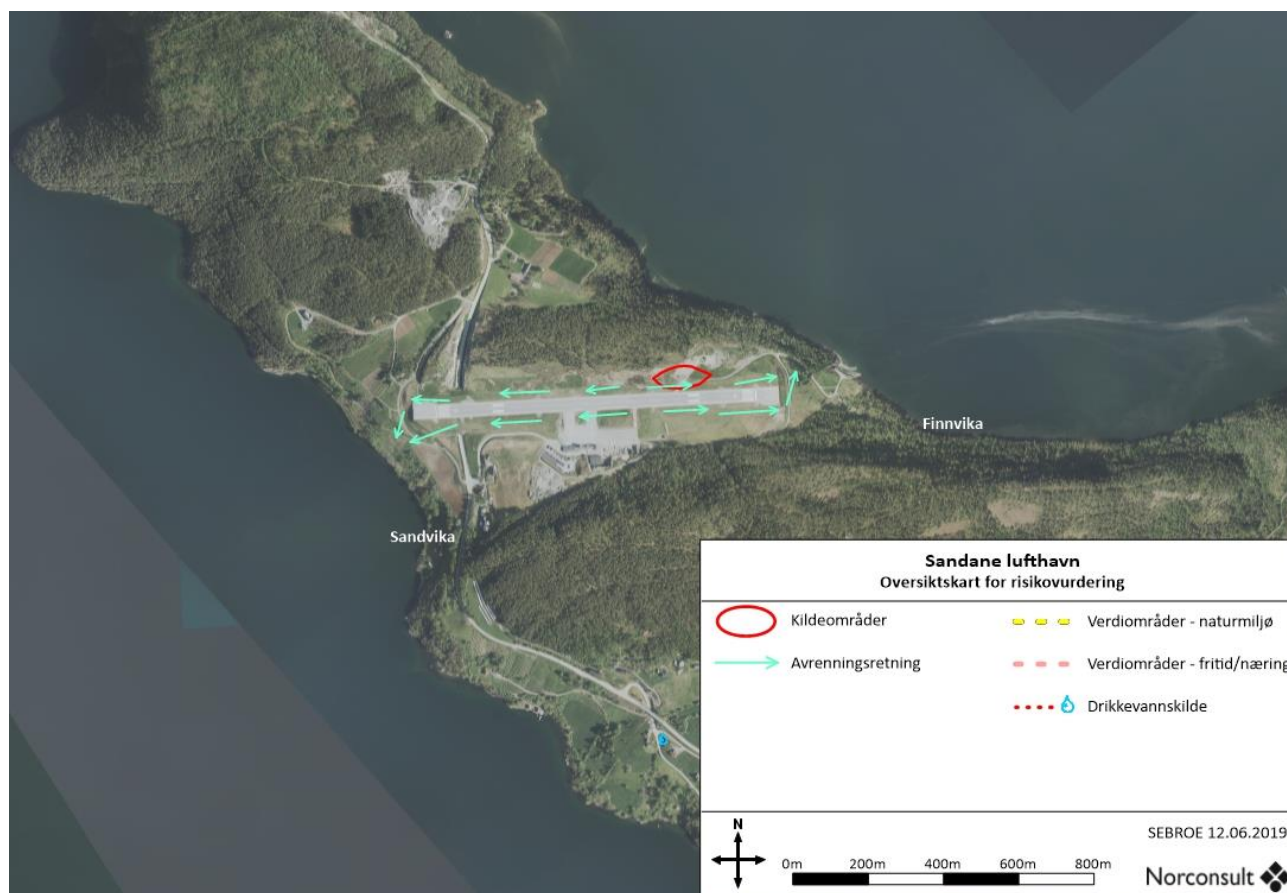 Finnvika
Sandvika
Sandane lufthavn
Oversiktskart for risikovurdering
Kildeområder
Verdiområder - naturmiljø
Avrenningsretning
Verdiområder - fritid/næring
Drikkevannskilde
N
SEBROE 12.06.2019
0m 200m 400m 600m 800m
Norconsult